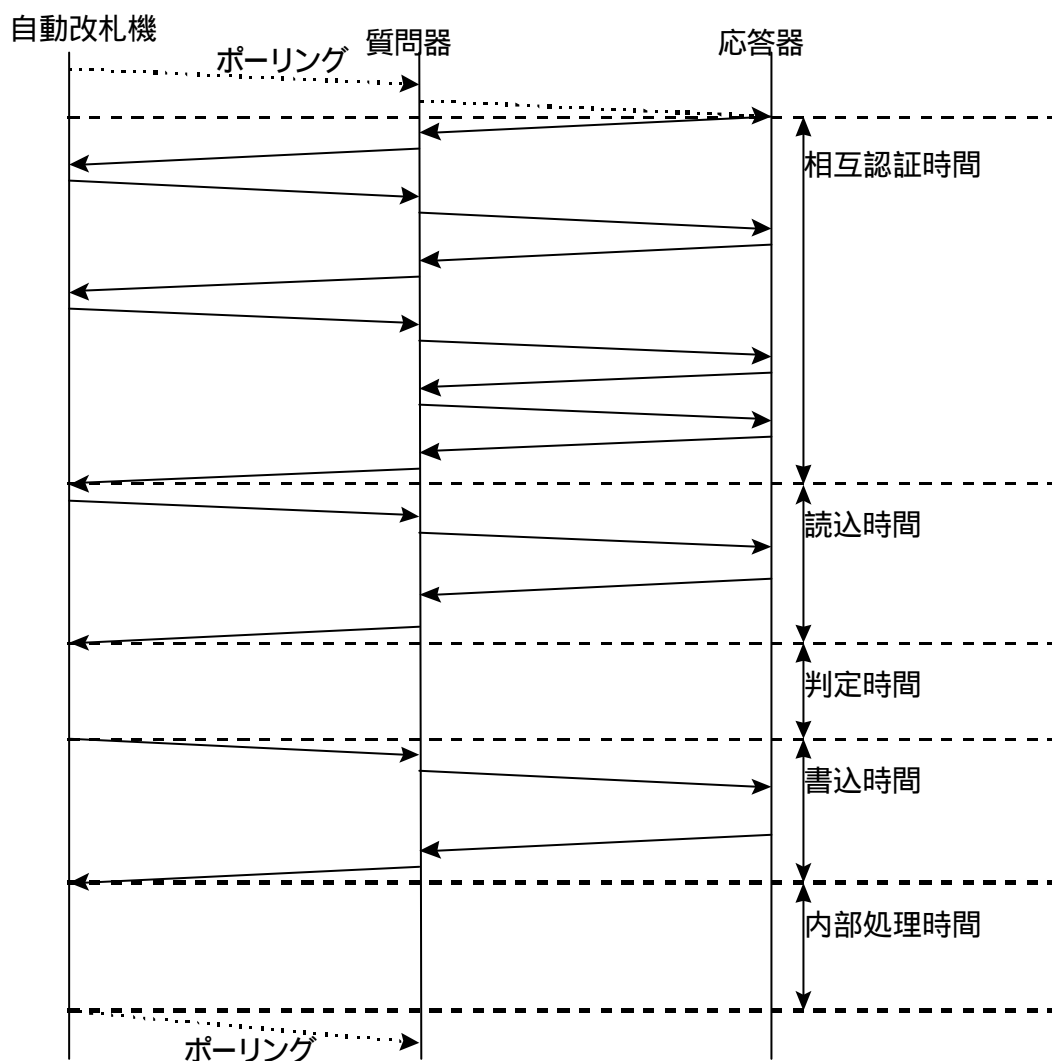 自動改札機
質問器
応答器
ポーリング
相互認証時間
読込時間
判定時間
書込時間
内部処理時間
ポーリング